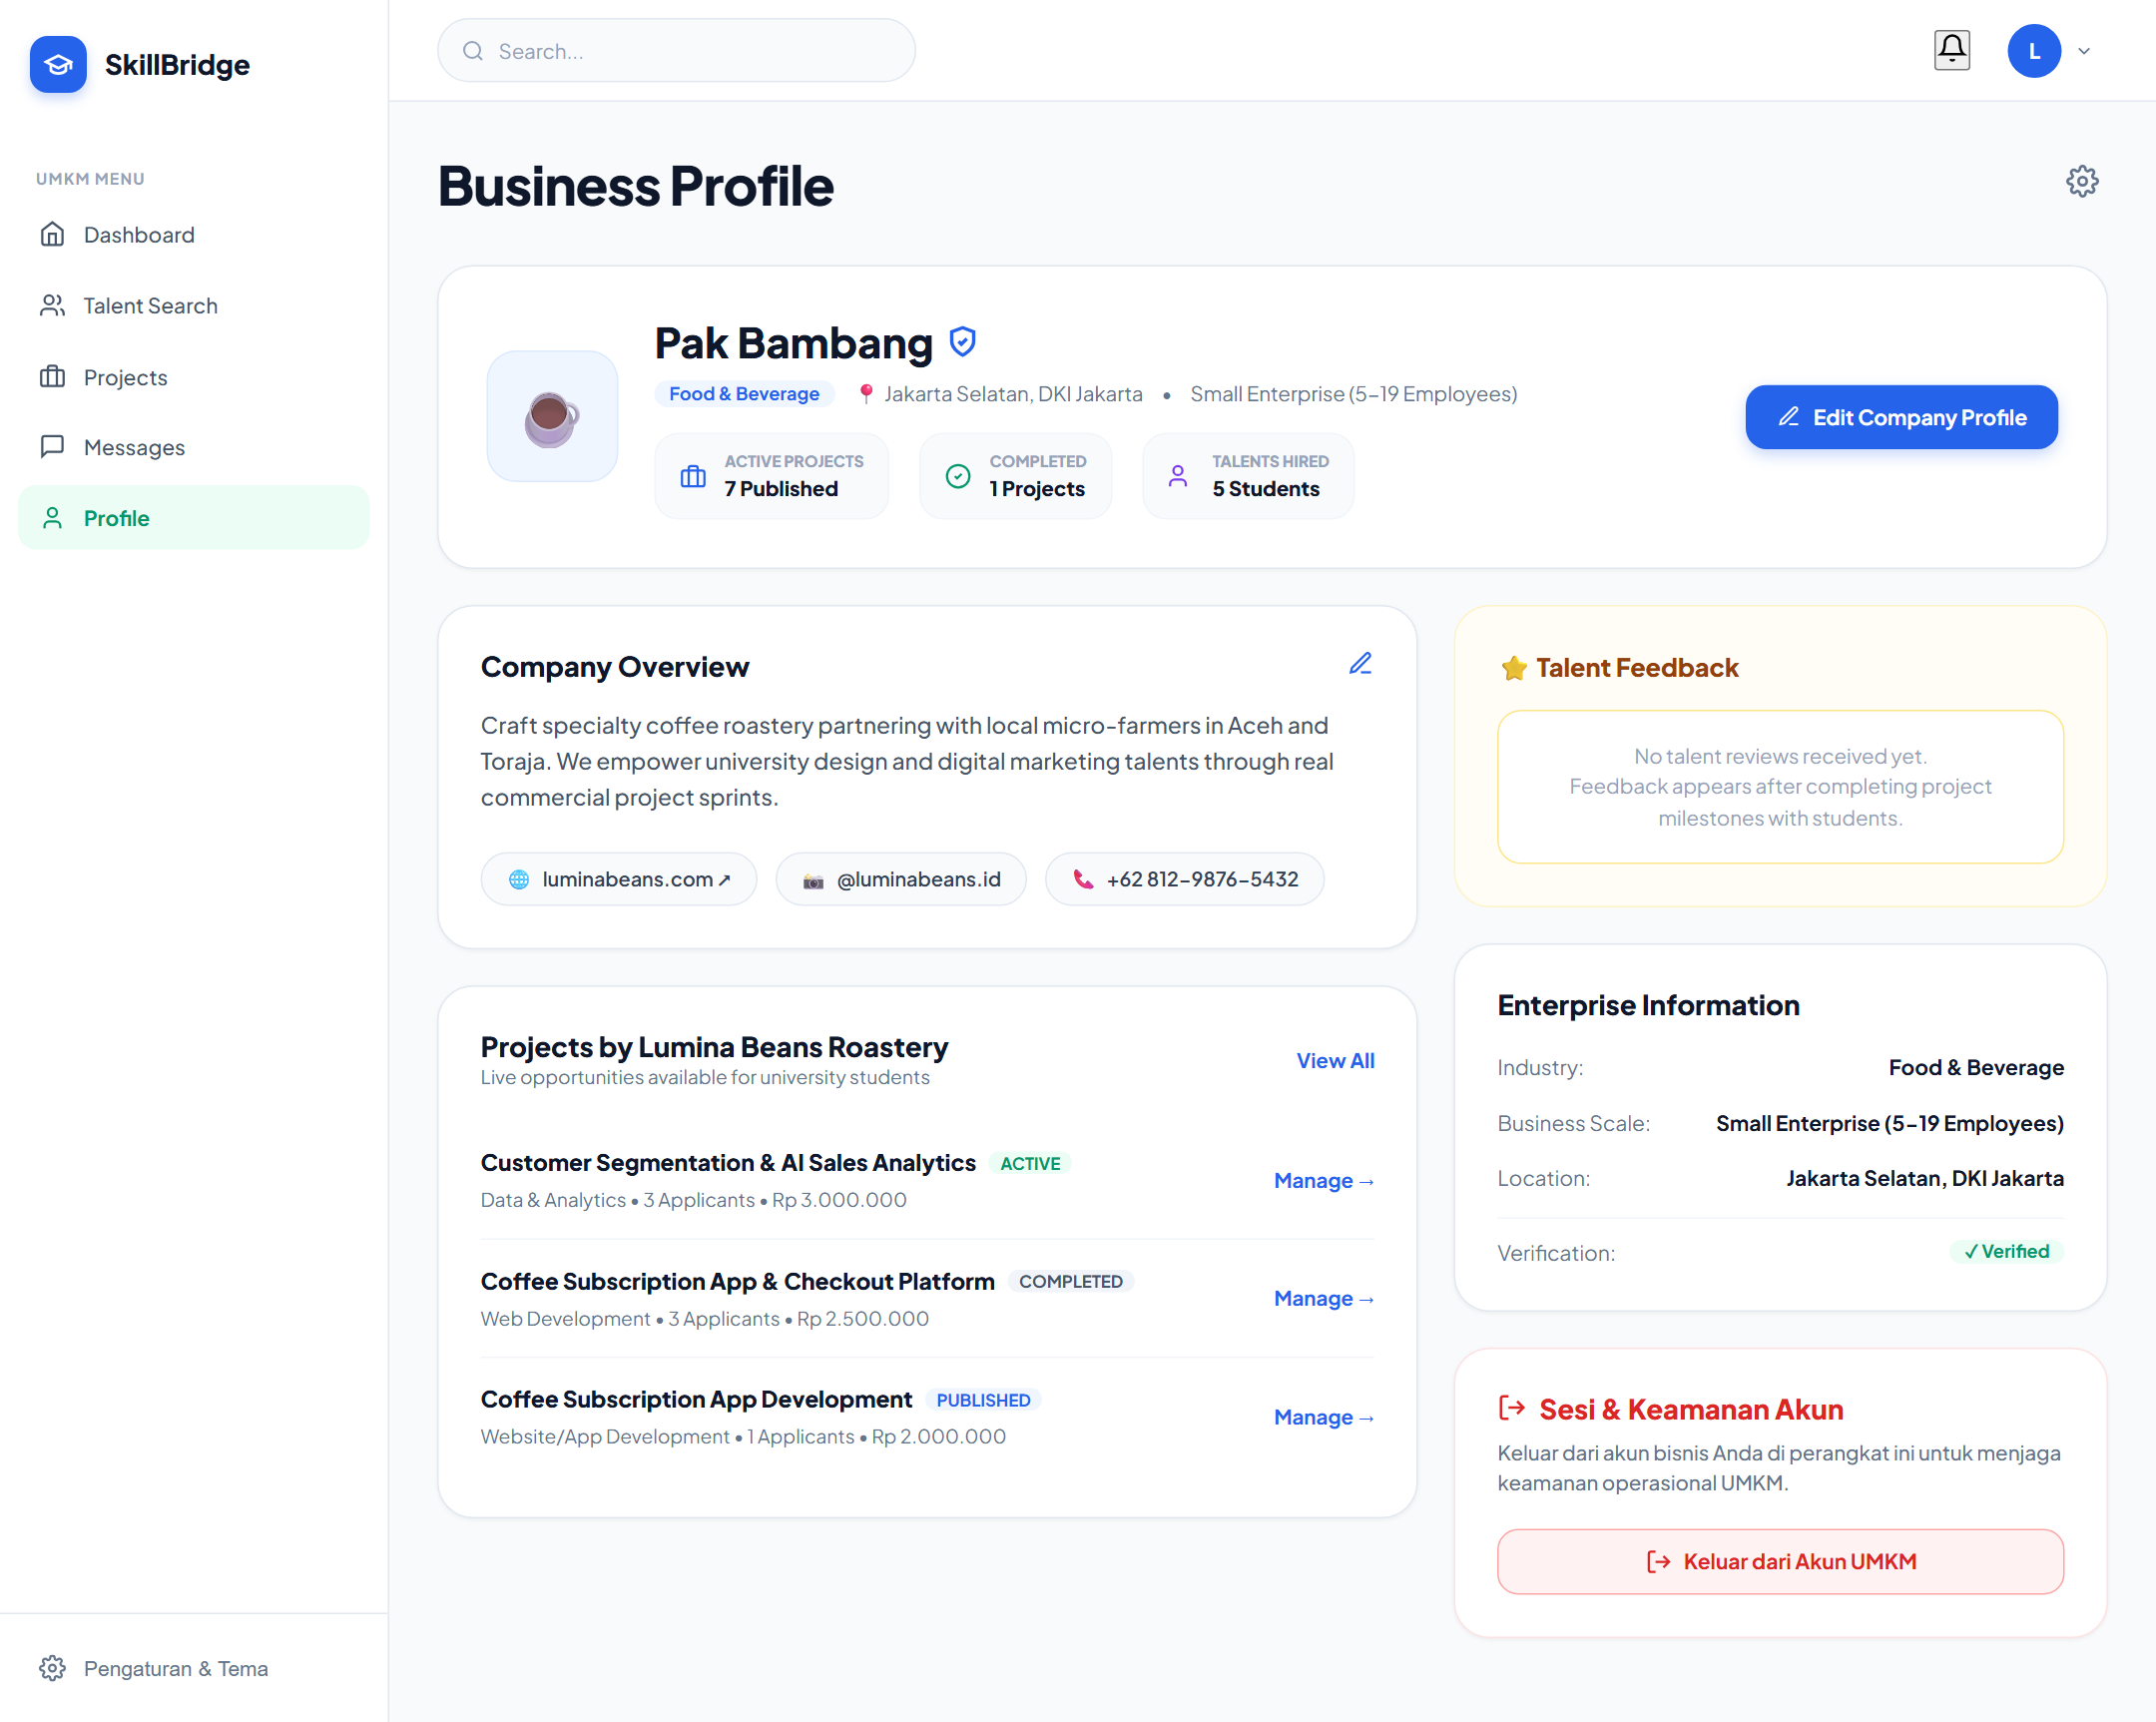 SkillBridge
Search...
L
UMKM MENU
Dashboard
Talent Search
Projects
Messages
Profile
Pengaturan & Tema
Business Profile
Pak Bambang
Food & Beverage
Jakarta Selatan, DKI Jakarta • Small Enterprise (5–19 Employees)
ACTIVE PROJECTS
7 Published
COMPLETED
1 Projects
TALENTS HIRED
5 Students
Edit Company Profile
Company Overview
Craft specialty coffee roastery partnering with local micro-farmers in Aceh and
Toraja. We empower university design and digital marketing talents through real
commercial project sprints.
luminabeans.com ↗
@luminabeans.id
+62 812-9876-5432
Projects by Lumina Beans Roastery
Live opportunities available for university students
View All
Customer Segmentation & AI Sales Analytics ACTIVE
Data & Analytics • 3 Applicants • Rp 3.000.000
Manage →
Coffee Subscription App & Checkout Platform COMPLETED
Web Development • 3 Applicants • Rp 2.500.000
Manage →
Coffee Subscription App Development PUBLISHED
Website/App Development • 1 Applicants • Rp 2.000.000
Manage →
Talent Feedback
No talent reviews received yet.
Feedback appears after completing project
milestones with students.
Enterprise Information
Industry: Food & Beverage
Business Scale: Small Enterprise (5–19 Employees)
Location: Jakarta Selatan, DKI Jakarta
Verification: ✓ Verified
Sesi & Keamanan Akun
Keluar dari akun bisnis Anda di perangkat ini untuk menjaga
keamanan operasional UMKM.
Keluar dari Akun UMKM